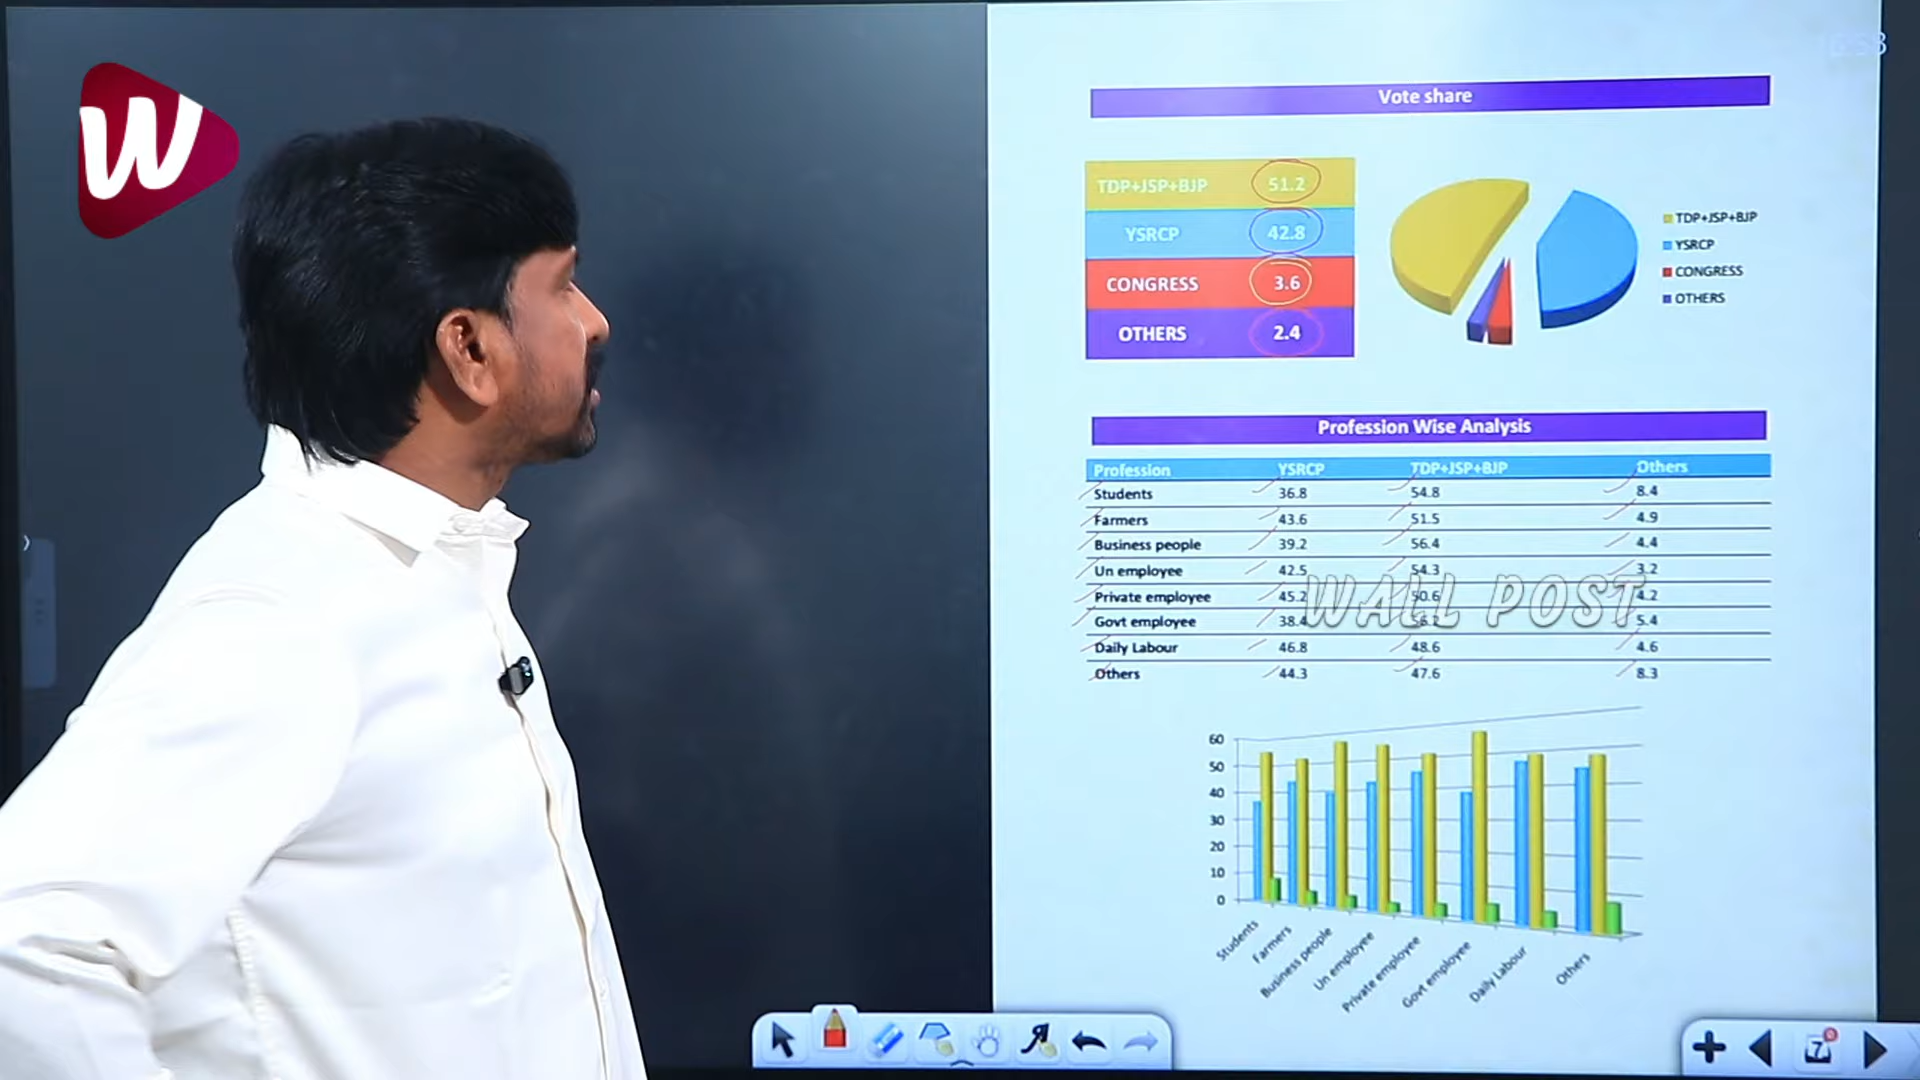 W
6:53
Vote share
TDP+JSP+BJP 51.2
YSRCP 42.8
CONGRESS 3.6
OTHERS 2.4
TDP+JSP+BJP
YSRCP
CONGRESS
OTHERS
Profession Wise Analysis
Profession YSRCP TDP+JSP+BJP Others
Students 36.8 54.8 8.4
Farmers 43.6 51.5 4.9
Business people 39.2 56.4 4.4
Un employee 42.5 54.3 3.2
Private employee 45.2 50.6 4.2
Govt employee 38.4 56.2 5.4
Daily Labour 46.8 48.6 4.6
Others 44.3 47.6 8.3
WALL POST
60
50
40
30
20
10
0
Students
Farmers
Business people
Un employee
Private employee
Govt employee
Daily Labour
Others
7